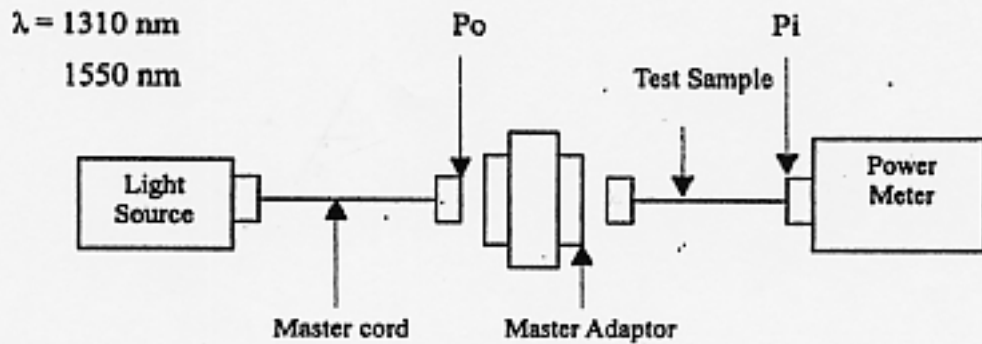 λ = 1310 nm
1550 nm
Po
Pi
Test Sample
Light
Source
Power
Meter
Master cord
Master Adaptor